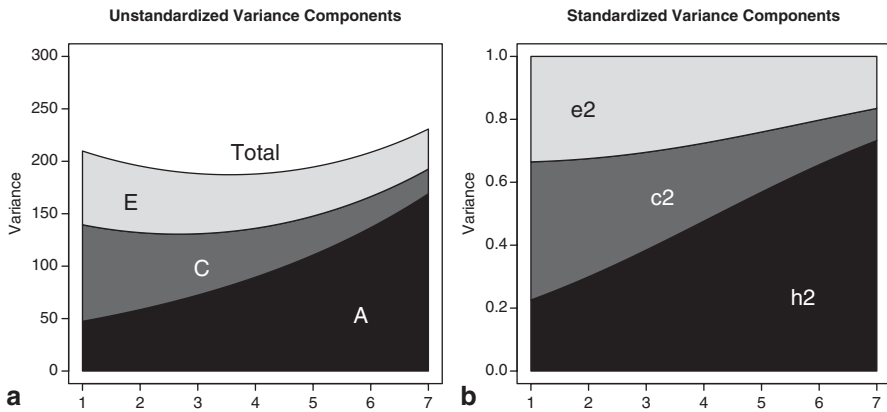 Unstandardized Variance Components
Variance
300
250
200
150
100
50
0
Total
E
C
A
1 2 3 4 5 6 7
a
Standardized Variance Components
Variance
1.0
0.8
0.6
0.4
0.2
0.0
e2
c2
h2
1 2 3 4 5 6 7
b